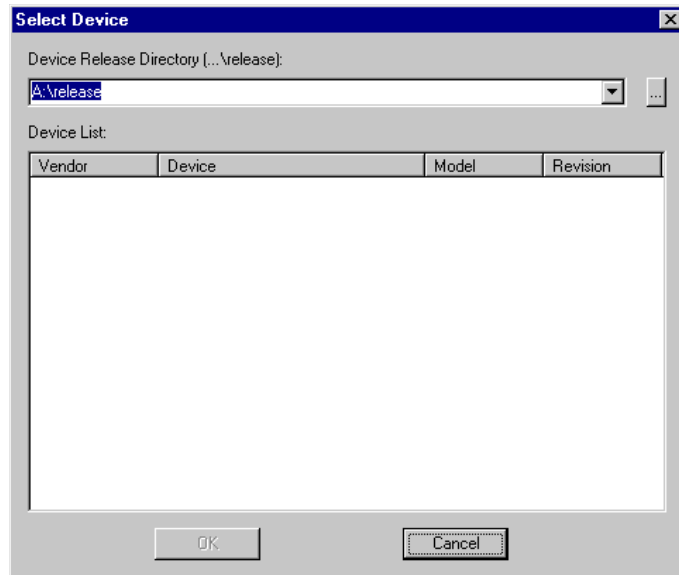 Select Device
Device Release Directory (...\release):
A:\release
...
Device List:
Vendor Device Model Revision
OK Cancel